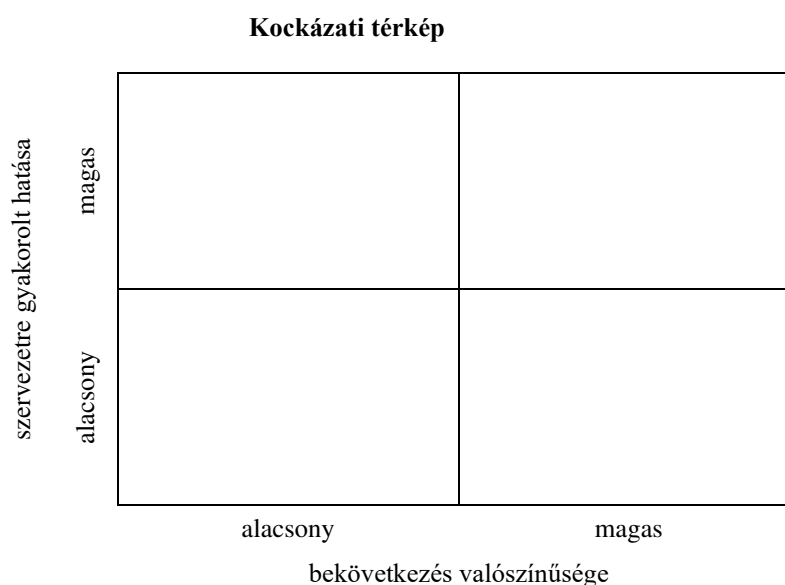 Kockázati térkép
szervezetre gyakorolt hatása
magas
alacsony
alacsony magas
bekövetkezés valószínűsége